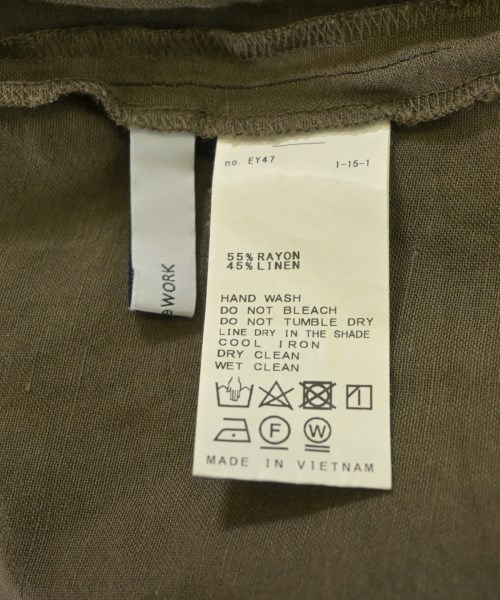 no. EY47 1-15-1
55% RAYON
45% LINEN
HAND WASH
DO NOT BLEACH
DO NOT TUMBLE DRY
LINE DRY IN THE SHADE
COOL IRON
DRY CLEAN
WET CLEAN
F W
MADE IN VIETNAM
eWORK